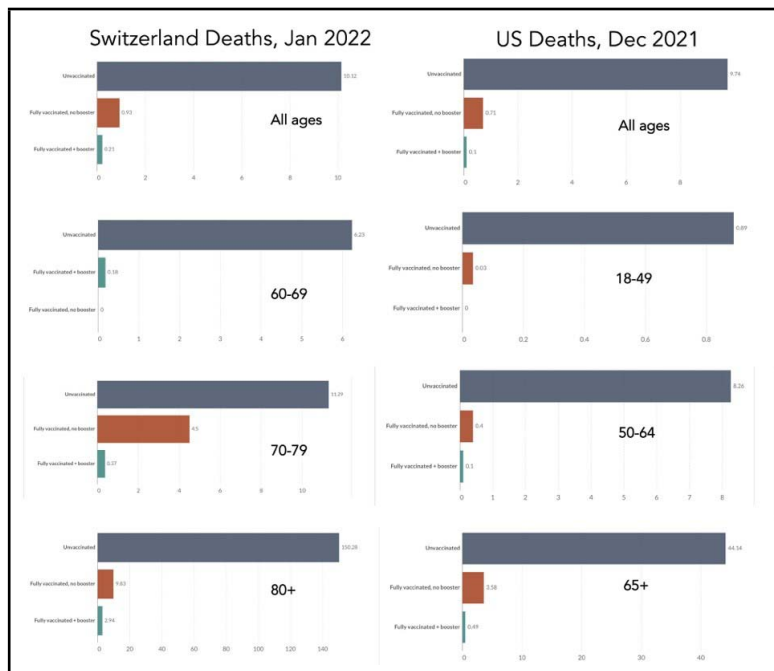 Switzerland Deaths, Jan 2022
US Deaths, Dec 2021
Unvaccinated 10.12
Fully vaccinated, no booster 0.93
Fully vaccinated + booster 0.21
All ages
0 2 4 6 8 10
Unvaccinated 9.74
Fully vaccinated, no booster 0.71
Fully vaccinated + booster 0.1
All ages
0 2 4 6 8
Unvaccinated 6.23
Fully vaccinated + booster 0.18
Fully vaccinated, no booster 0
60-69
0 1 2 3 4 5 6
Unvaccinated 0.89
Fully vaccinated, no booster 0.03
Fully vaccinated + booster 0
18-49
0 0.2 0.4 0.6 0.8
Unvaccinated
Fully vaccinated, no booster 4.5
Fully vaccinated + booster 0.37
70-79
0 2 4 6 8 10
Unvaccinated 8.26
Fully vaccinated, no booster 0.4
Fully vaccinated + booster 0.1
50-64
0 1 2 3 4 5 6 7 8
Unvaccinated 150.28
Fully vaccinated, no booster 9.63
Fully vaccinated + booster 2.94
80+
0 20 40 60 80 100 120 140
Unvaccinated 44.14
Fully vaccinated, no booster 3.58
Fully vaccinated + booster 0.49
65+
0 10 20 30 40